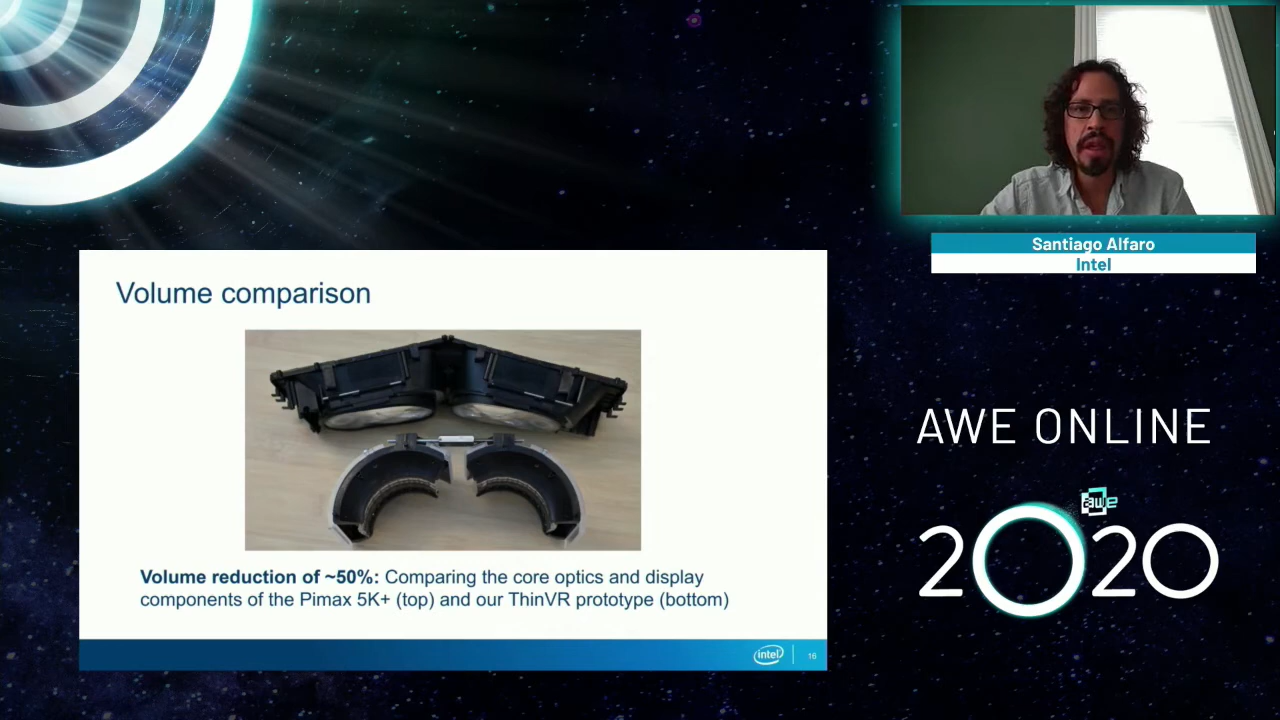 Santiago Alfaro
Intel
Volume comparison
Volume reduction of ~50%: Comparing the core optics and display
components of the Pimax 5K+ (top) and our ThinVR prototype (bottom)
intel
16
AWE ONLINE
awe
2020